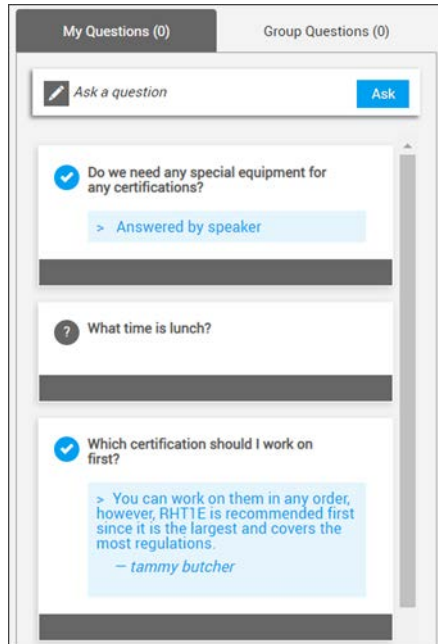 My Questions (0)
Group Questions (0)
Ask a question
Ask
Do we need any special equipment for
any certifications?
> Answered by speaker
? What time is lunch?
Which certification should I work on
first?
> You can work on them in any order,
however, RHT1E is recommended first
since it is the largest and covers the
most regulations.
— tammy butcher